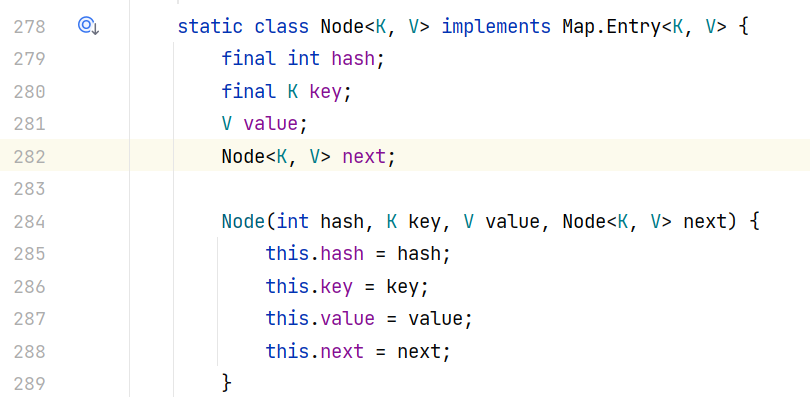 278 static class Node<K, V> implements Map.Entry<K, V> {
279 final int hash;
280 final K key;
281 V value;
282 Node<K, V> next;
283
284 Node(int hash, K key, V value, Node<K, V> next) {
285 this.hash = hash;
286 this.key = key;
287 this.value = value;
288 this.next = next;
289 }